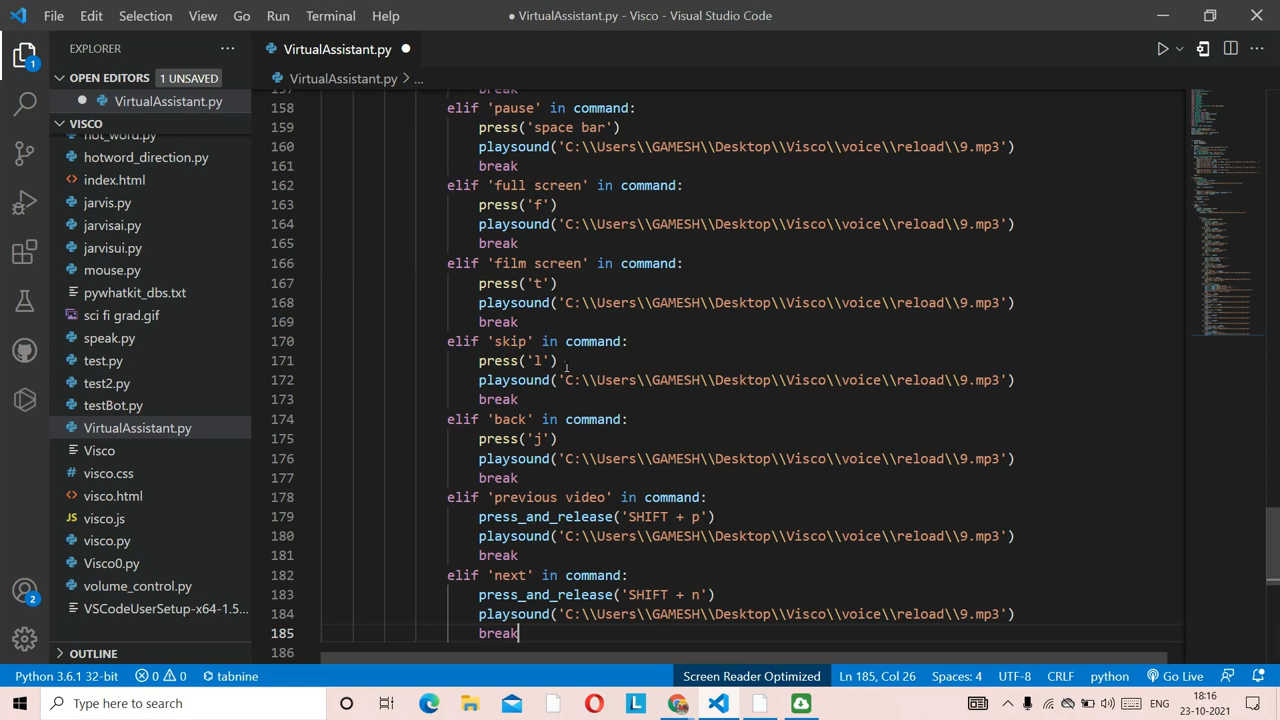 File Edit Selection View Go Run Terminal Help
● VirtualAssistant.py - Visco - Visual Studio Code
EXPLORER
OPEN EDITORS 1 UNSAVED
VirtualAssistant.py
VISCO
hot_word.py
hotword_direction.py
index.html
jarvis.py
jarvisai.py
jarvisui.py
mouse.py
pywhatkit_dbs.txt
sci fi grad.gif
speak.py
test.py
test2.py
testBot.py
VirtualAssistant.py
Visco
visco.css
visco.html
visco.js
visco.py
Visco0.py
volume_control.py
VSCodeUserSetup-x64-1.5...
OUTLINE
1
2
VirtualAssistant.py
VirtualAssistant.py > ...
157 break
158 elif 'pause' in command:
159 press('space bar')
160 playsound('C:\\Users\\GAMESH\\Desktop\\Visco\\voice\\reload\\9.mp3')
161 break
162 elif 'full screen' in command:
163 press('f')
164 playsound('C:\\Users\\GAMESH\\Desktop\\Visco\\voice\\reload\\9.mp3')
165 break
166 elif 'film screen' in command:
167 press('t')
168 playsound('C:\\Users\\GAMESH\\Desktop\\Visco\\voice\\reload\\9.mp3')
169 break
170 elif 'skip' in command:
171 press('l')
172 playsound('C:\\Users\\GAMESH\\Desktop\\Visco\\voice\\reload\\9.mp3')
173 break
174 elif 'back' in command:
175 press('j')
176 playsound('C:\\Users\\GAMESH\\Desktop\\Visco\\voice\\reload\\9.mp3')
177 break
178 elif 'previous video' in command:
179 press_and_release('SHIFT + p')
180 playsound('C:\\Users\\GAMESH\\Desktop\\Visco\\voice\\reload\\9.mp3')
181 break
182 elif 'next' in command:
183 press_and_release('SHIFT + n')
184 playsound('C:\\Users\\GAMESH\\Desktop\\Visco\\voice\\reload\\9.mp3')
185 break
186
Python 3.6.1 32-bit 0 0 tabnine Screen Reader Optimized Ln 185, Col 26 Spaces: 4 UTF-8 CRLF python Go Live
Type here to search
ENG
18:16
23-10-2021